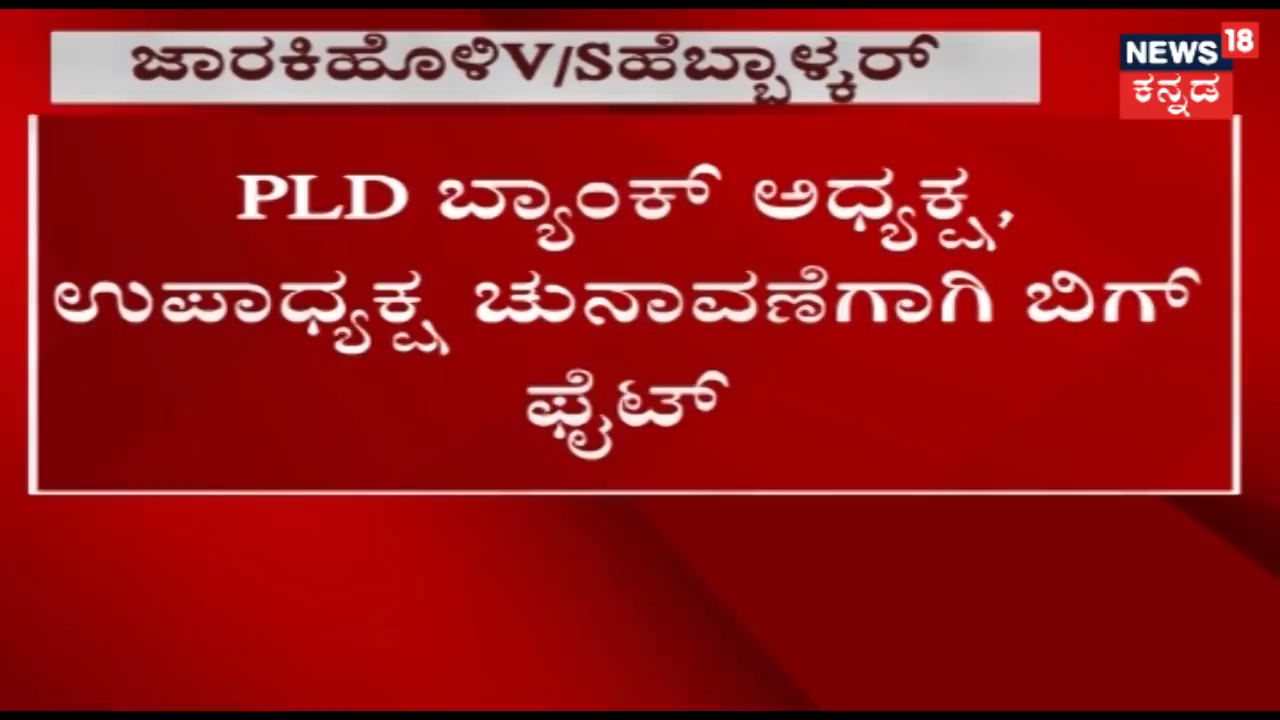 ಜಾರಕಿಹೊಳಿV/Sಹೆಬ್ಬಾಳ್ಕರ್
NEWS 18
ಕನ್ನಡ
PLD ಬ್ಯಾಂಕ್ ಅಧ್ಯಕ್ಷ,
ಉಪಾಧ್ಯಕ್ಷ ಚುನಾವಣೆಗಾಗಿ ಬಿಗ್
ಫೈಟ್